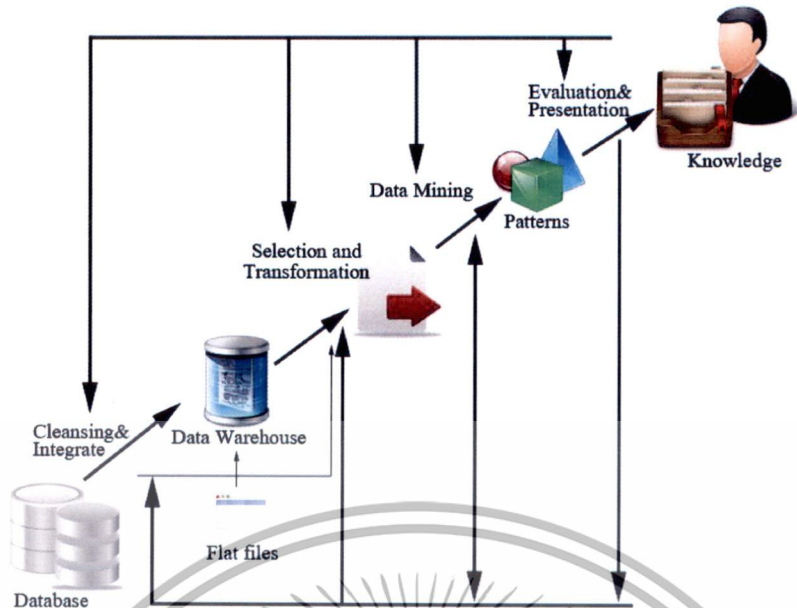 Evaluation&
Presentation
Knowledge
Data Mining
Patterns
Selection and
Transformation
Cleansing&
Integrate
Data Warehouse
Flat files
Database